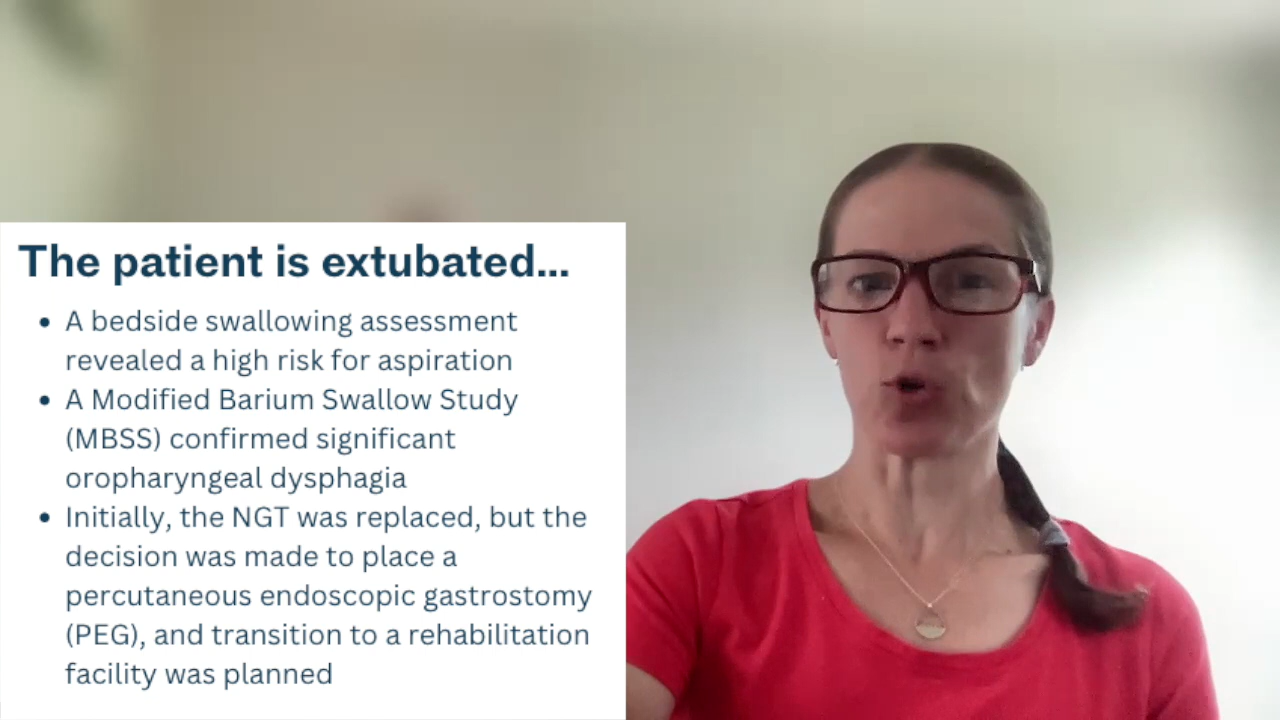 The patient is extubated...
• A bedside swallowing assessment
revealed a high risk for aspiration
• A Modified Barium Swallow Study
(MBSS) confirmed significant
oropharyngeal dysphagia
• Initially, the NGT was replaced, but the
decision was made to place a
percutaneous endoscopic gastrostomy
(PEG), and transition to a rehabilitation
facility was planned